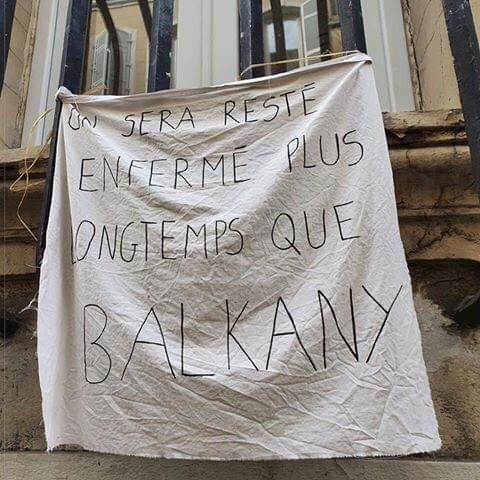 ON SERA RESTÉ
ENFERMÉ PLUS
LONGTEMPS QUE
BALKANY